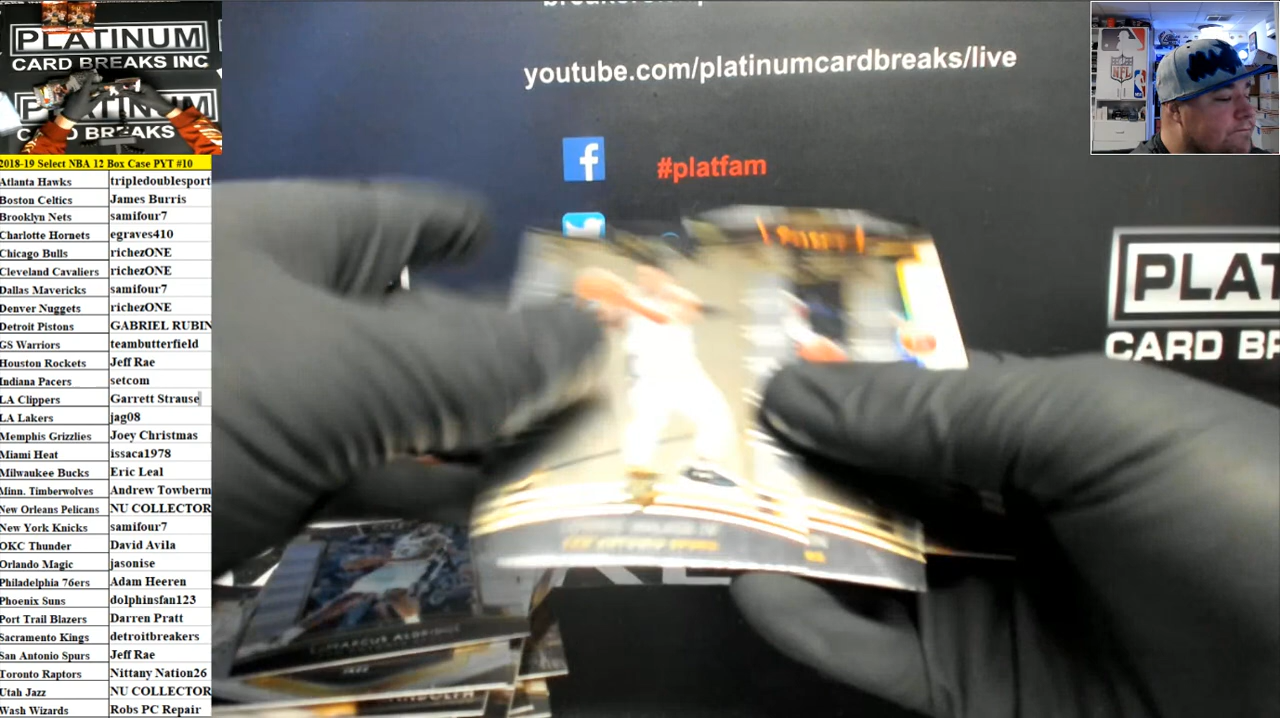 PLATINUM
CARD BREAKS INC
PLATINUM
CARD BREAKS
2018-19 Select NBA 12 Box Case PYT #10
Atlanta Hawks tripledoublesport
Boston Celtics James Burris
Brooklyn Nets samifour7
Charlotte Hornets egraves410
Chicago Bulls richezONE
Cleveland Cavaliers richezONE
Dallas Mavericks samifour7
Denver Nuggets richezONE
Detroit Pistons GABRIEL RUBIN
GS Warriors teambutterfield
Houston Rockets Jeff Rae
Indiana Pacers setcom
LA Clippers Garrett Strause
LA Lakers jag08
Memphis Grizzlies Joey Christmas
Miami Heat issaca1978
Milwaukee Bucks Eric Leal
Minn. Timberwolves Andrew Towberm
New Orleans Pelicans NU COLLECTOR
New York Knicks samifour7
OKC Thunder David Avila
Orlando Magic jasonise
Philadelphia 76ers Adam Heeren
Phoenix Suns dolphinsfan123
Port Trail Blazers Darren Pratt
Sacramento Kings detroitbreakers
San Antonio Spurs Jeff Rae
Toronto Raptors Nittany Nation26
Utah Jazz NU COLLECTOR
Wash Wizards Robs PC Repair
youtube.com/platinumcardbreaks/live
f
#platfam
PLAT
CARD BR
NFL
JAZZ